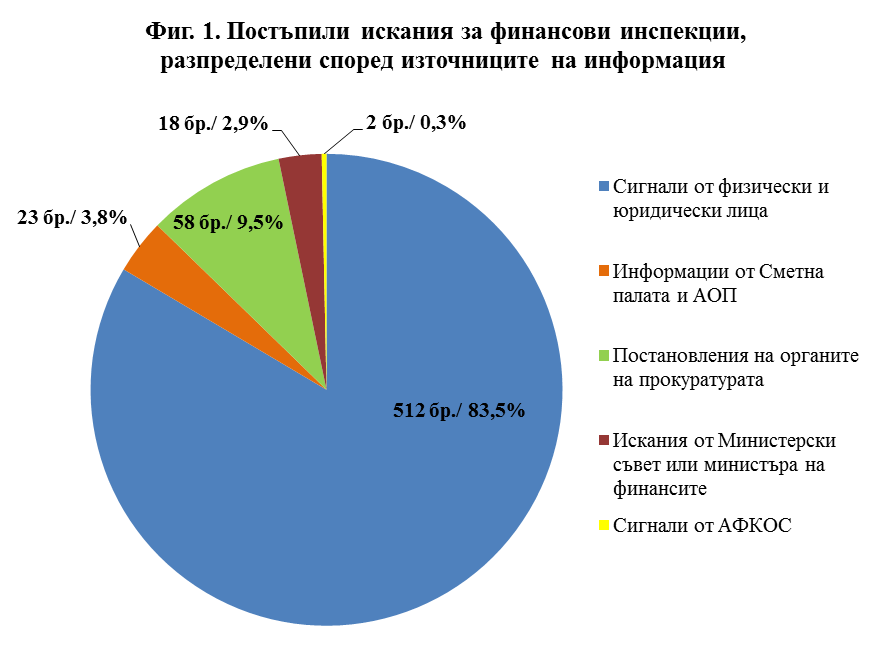 Фиг. 1. Постъпили искания за финансови инспекции,
разпределени според източниците на информация
18 бр./ 2,9%
2 бр./ 0,3%
23 бр./ 3,8%
58 бр./ 9,5%
512 бр./ 83,5%
Сигнали от физически и
юридически лица
Информации от Сметна
палата и АОП
Постановления на органите
на прокуратурата
Искания от Министерски
съвет или министъра на
финансите
Сигнали от АФКОС